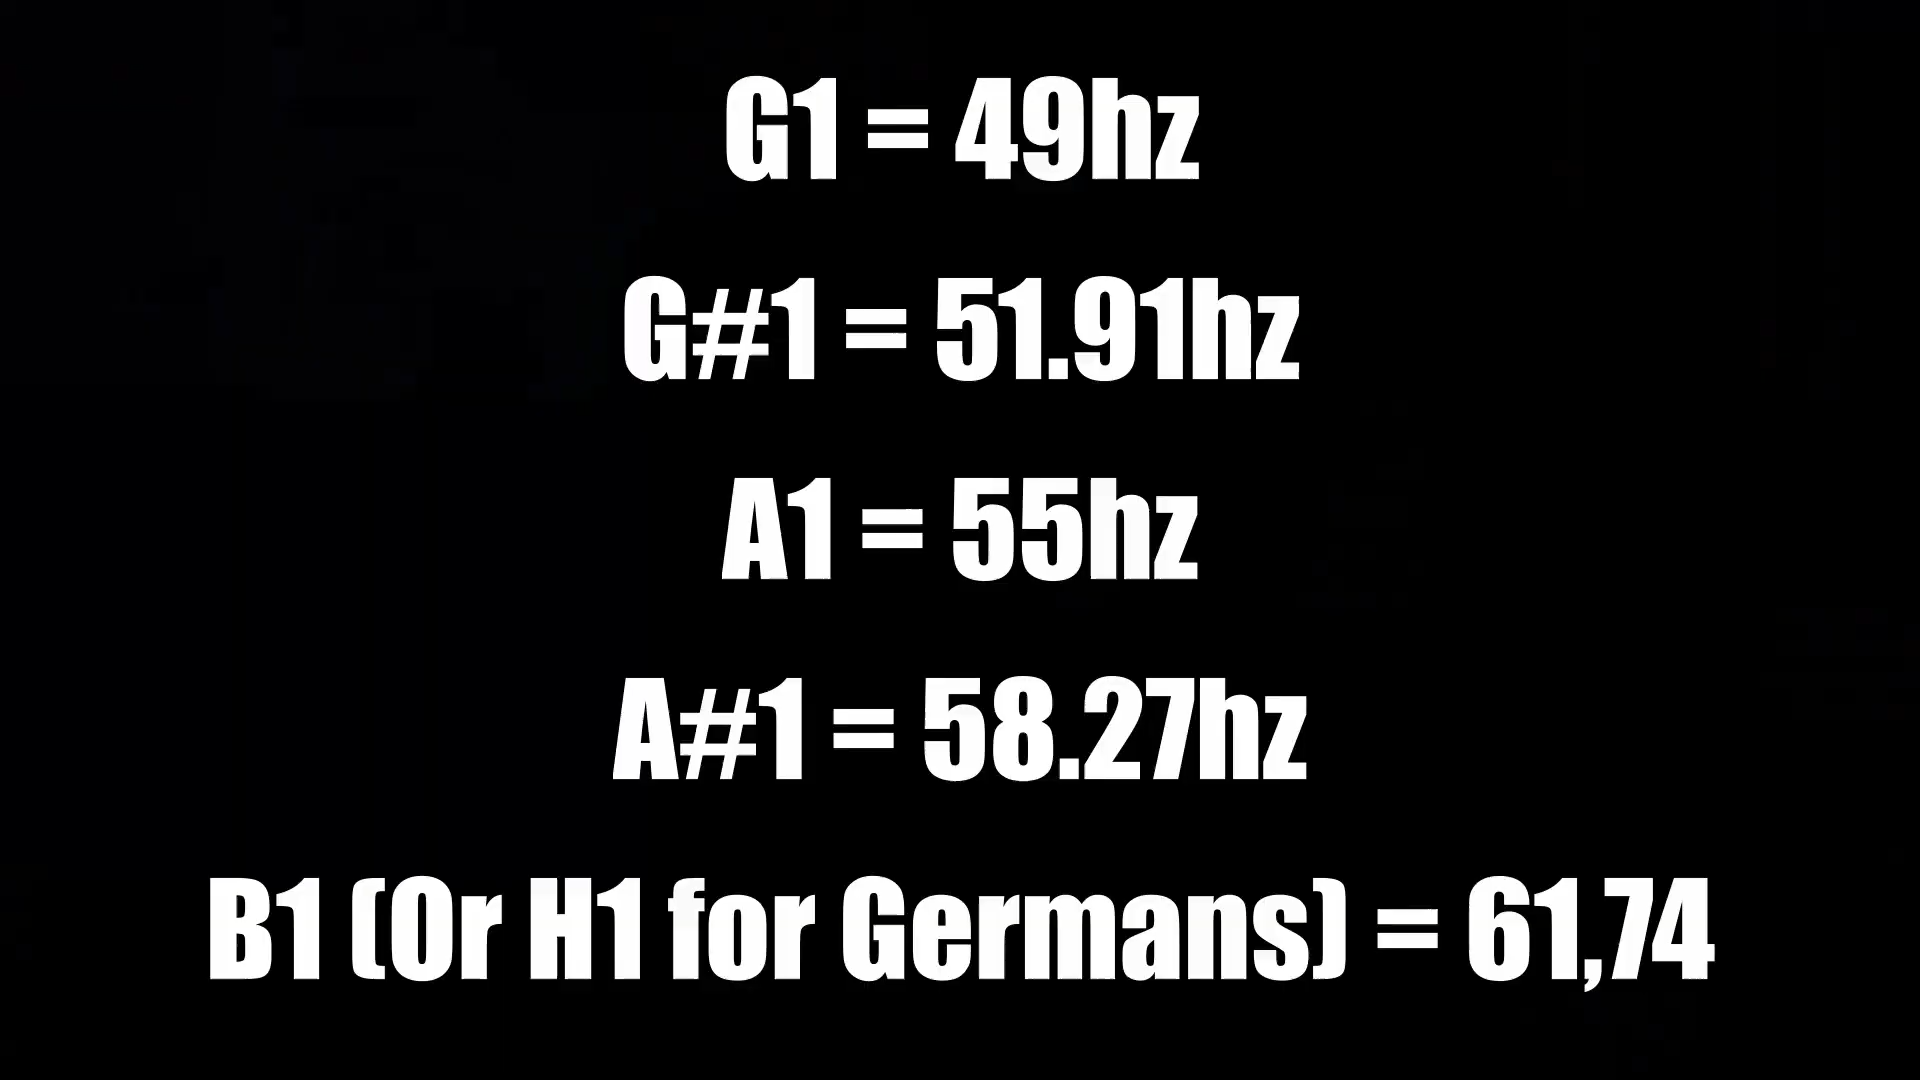 G1 = 49hz
G#1 = 51.91hz
A1 = 55hz
A#1 = 58.27hz
B1 (Or H1 for Germans) = 61,74